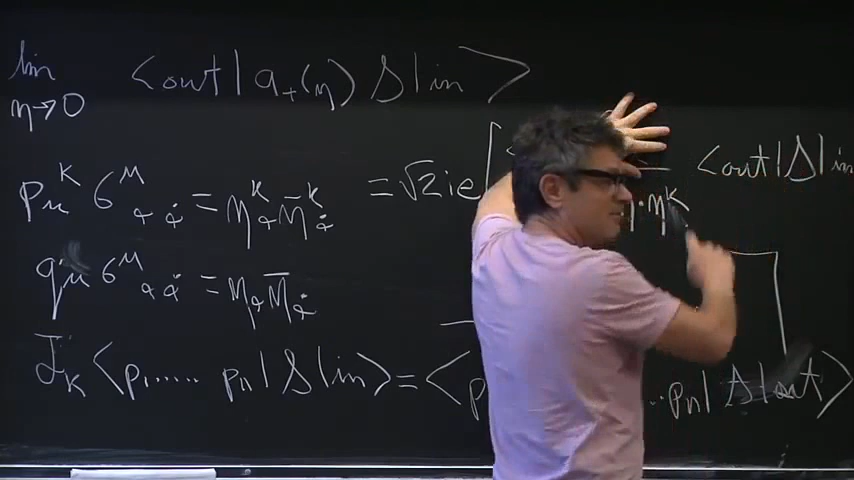 lim η→0 <out| a₊(η) S |in>
= √2 ie [ η·η^K <out|S|in
p_μ^K σ^μ_{αα̇} = η^K_α η̄^K_α̇
q_μ σ^μ_{αα̇} = η_α η̄_α̇
<p₁..... pₙ| S |in> = < p ..pₙ| S |out>